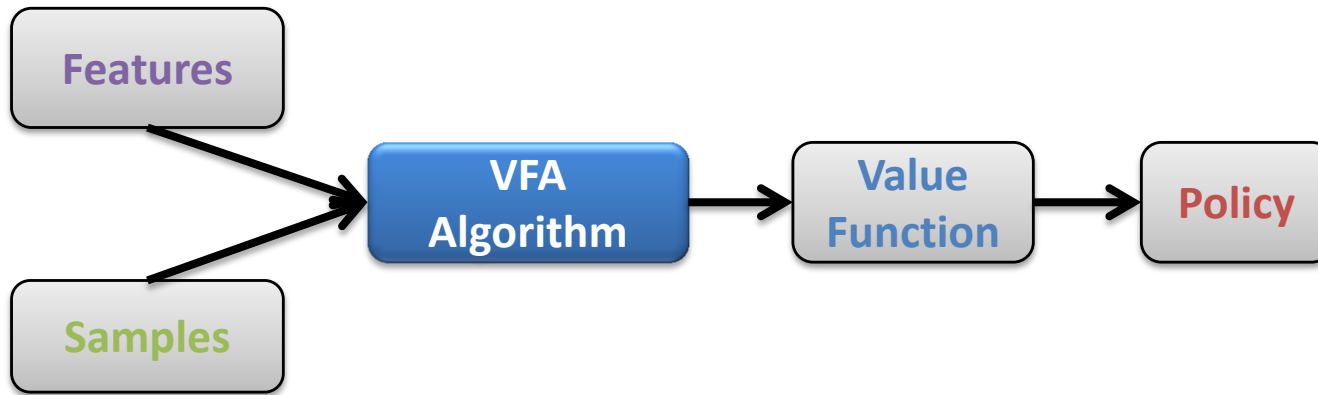 Features
VFA
Algorithm
Value
Function
Policy
Samples